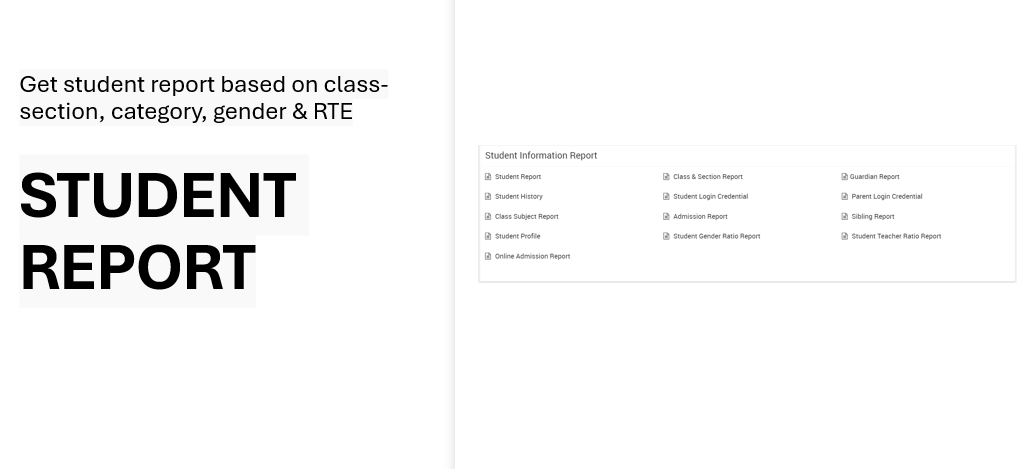 Get student report based on class-
section, category, gender & RTE
STUDENT
REPORT
Student Information Report
Student Report
Class & Section Report
Guardian Report
Student History
Student Login Credential
Parent Login Credential
Class Subject Report
Admission Report
Sibling Report
Student Profile
Student Gender Ratio Report
Student Teacher Ratio Report
Online Admission Report